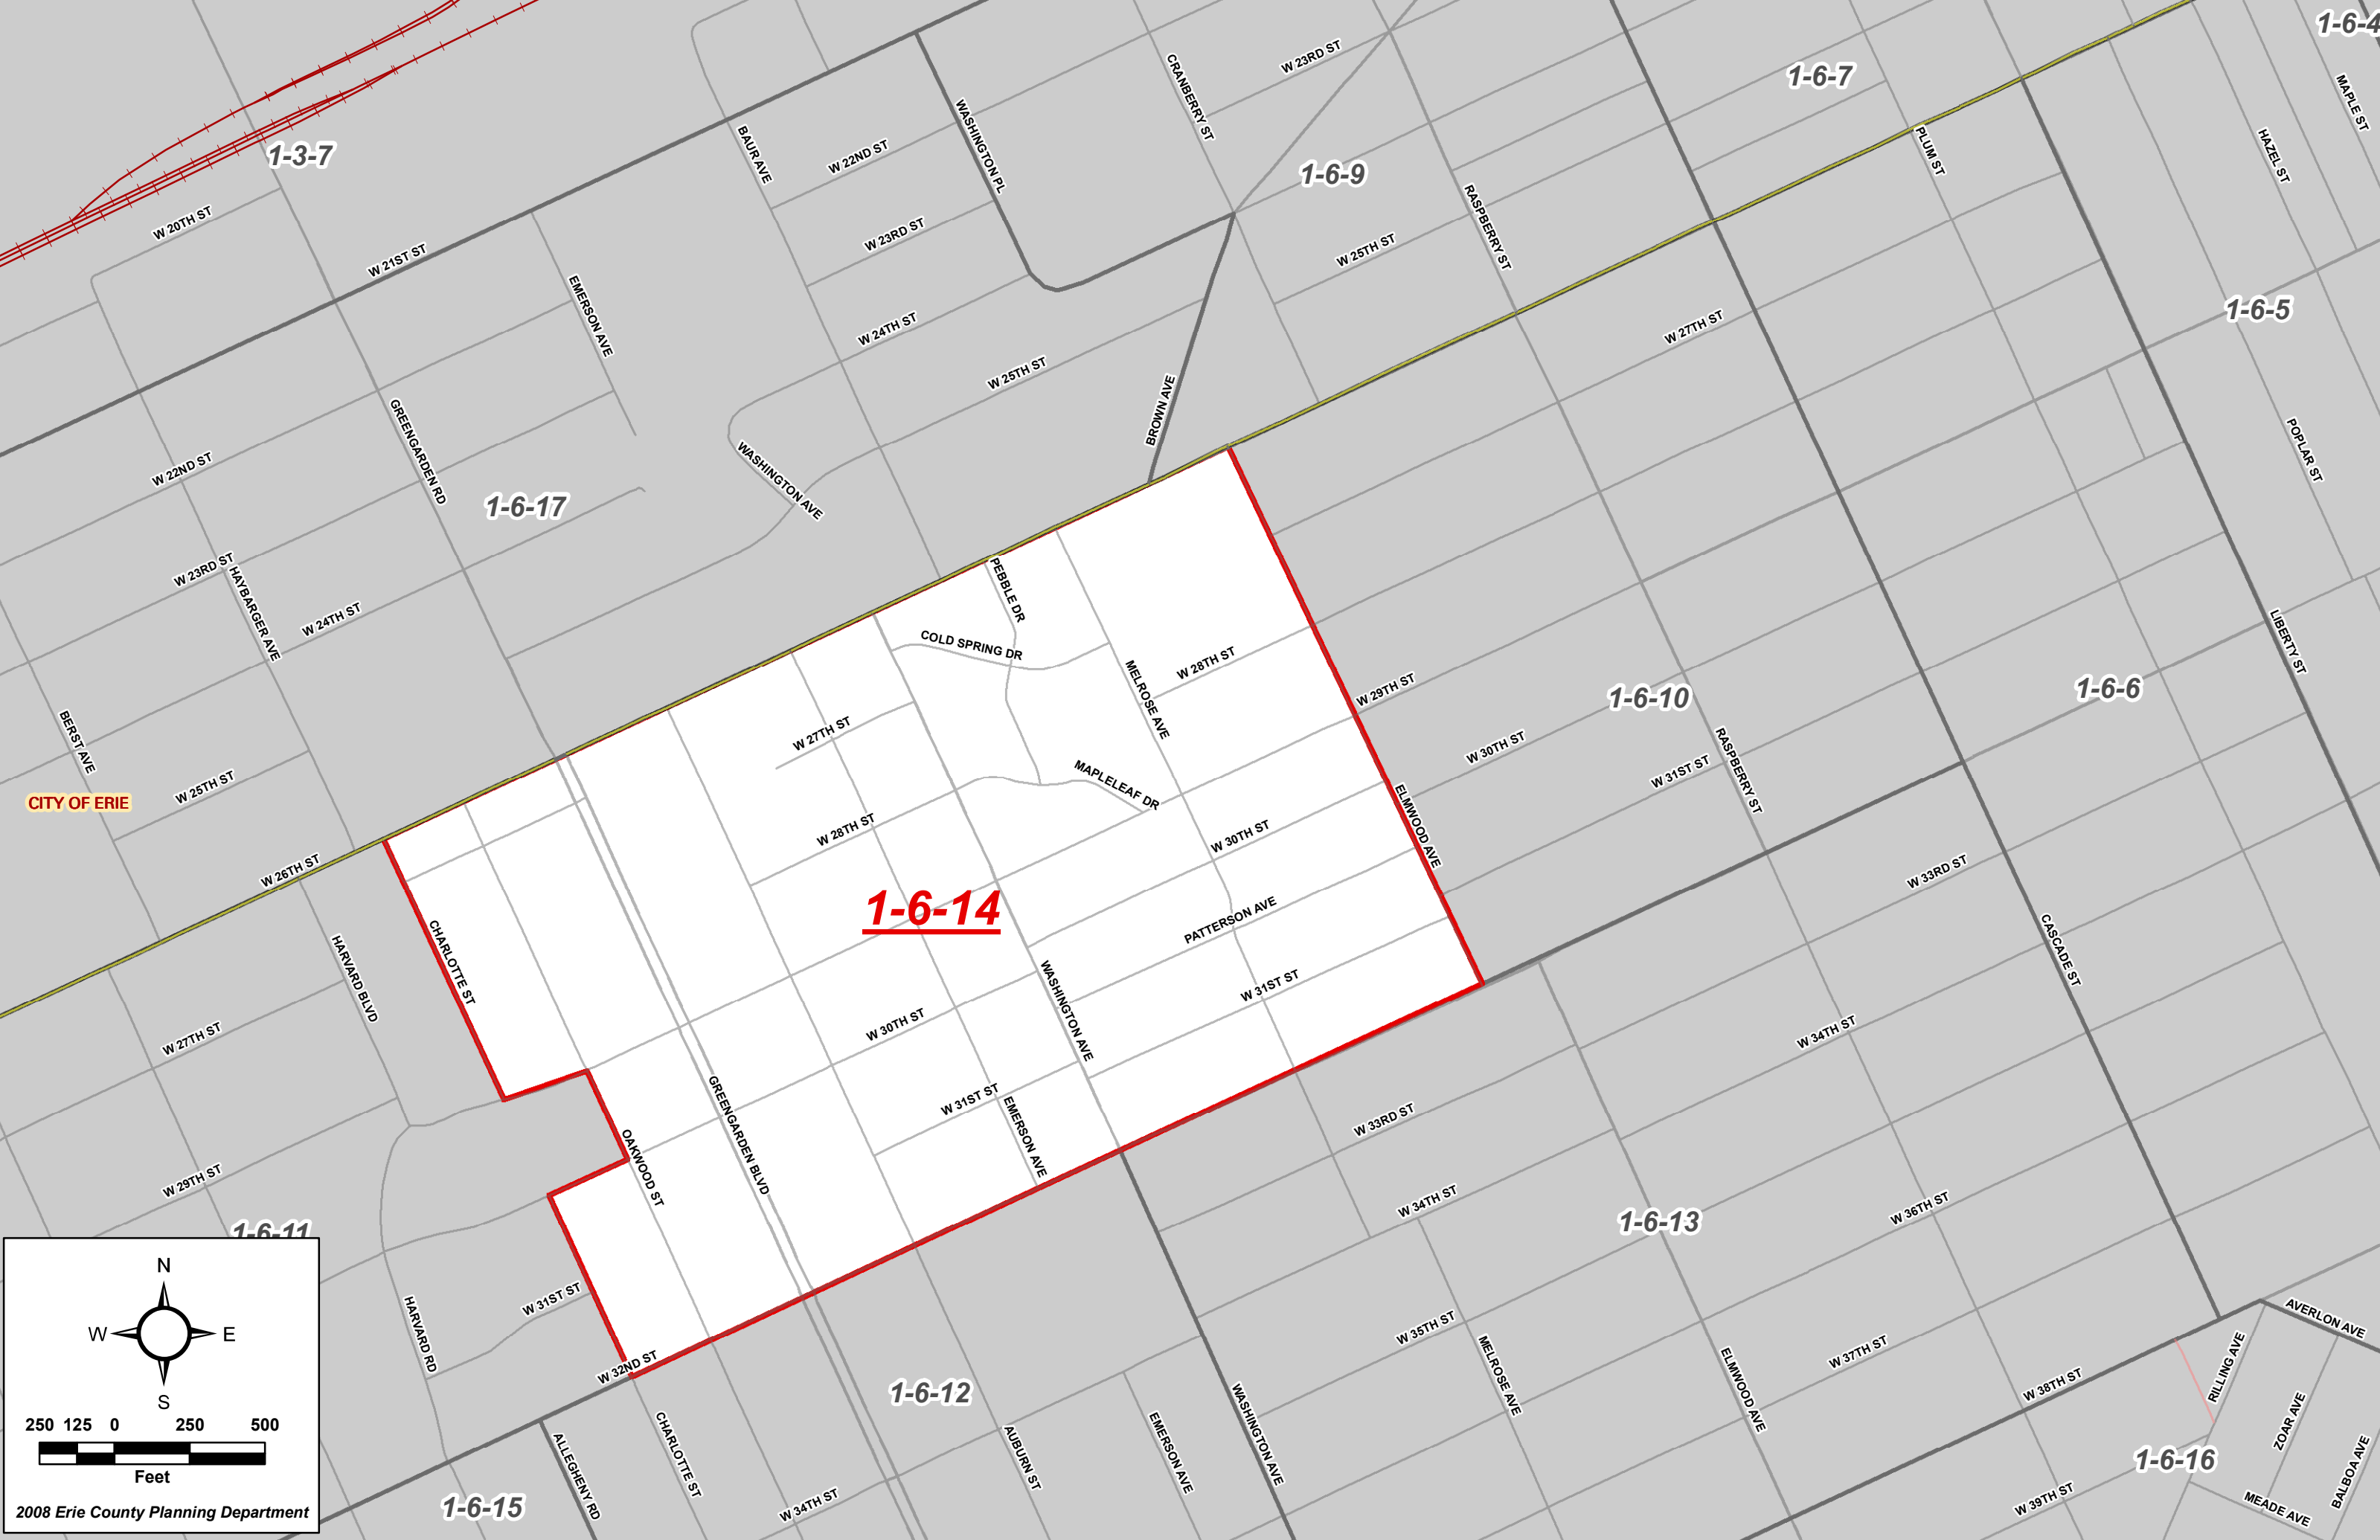 1-6-4
1-6-7
MAPLE ST
CRANBERRY ST
W 23RD ST
PLUM ST
HAZEL ST
1-3-7
BAUR AVE
W 22ND ST
WASHINGTON PL
1-6-9
RASPBERRY ST
W 20TH ST
W 21ST ST
W 23RD ST
W 25TH ST
EMERSON AVE
W 24TH ST
W 27TH ST
1-6-5
W 25TH ST
BROWN AVE
GREENGARDEN RD
W 22ND ST
WASHINGTON AVE
POPLAR ST
1-6-17
W 23RD ST
HAYBARGER AVE
W 24TH ST
PEBBLE DR
COLD SPRING DR
LIBERTY ST
W 28TH ST
MELROSE AVE
W 29TH ST
1-6-10
1-6-6
BERST AVE
W 27TH ST
W 30TH ST
RASPBERRY ST
W 25TH ST
MAPLELEAF DR
W 31ST ST
CITY OF ERIE
W 28TH ST
W 30TH ST
ELMWOOD AVE
W 26TH ST
W 33RD ST
1-6-14
PATTERSON AVE
CHARLOTTE ST
HARVARD BLVD
CASCADE ST
WASHINGTON AVE
W 31ST ST
W 27TH ST
W 30TH ST
W 34TH ST
W 31ST ST
GREENGARDEN BLVD
EMERSON AVE
W 33RD ST
OAKWOOD ST
W 29TH ST
W 34TH ST
W 36TH ST
1-6-13
1-6-11
W 31ST ST
HARVARD RD
W 32ND ST
W 35TH ST
MELROSE AVE
W 37TH ST
ELMWOOD AVE
AVERLON AVE
RILLING AVE
W 38TH ST
1-6-12
WASHINGTON AVE
ZOAR AVE
CHARLOTTE ST
AUBURN ST
EMERSON AVE
1-6-16
BALBOA AVE
ALLEGHENY RD
1-6-15
W 34TH ST
W 39TH ST
MEADE AVE
N
W E
S
250 125 0 250 500
Feet
2008 Erie County Planning Department